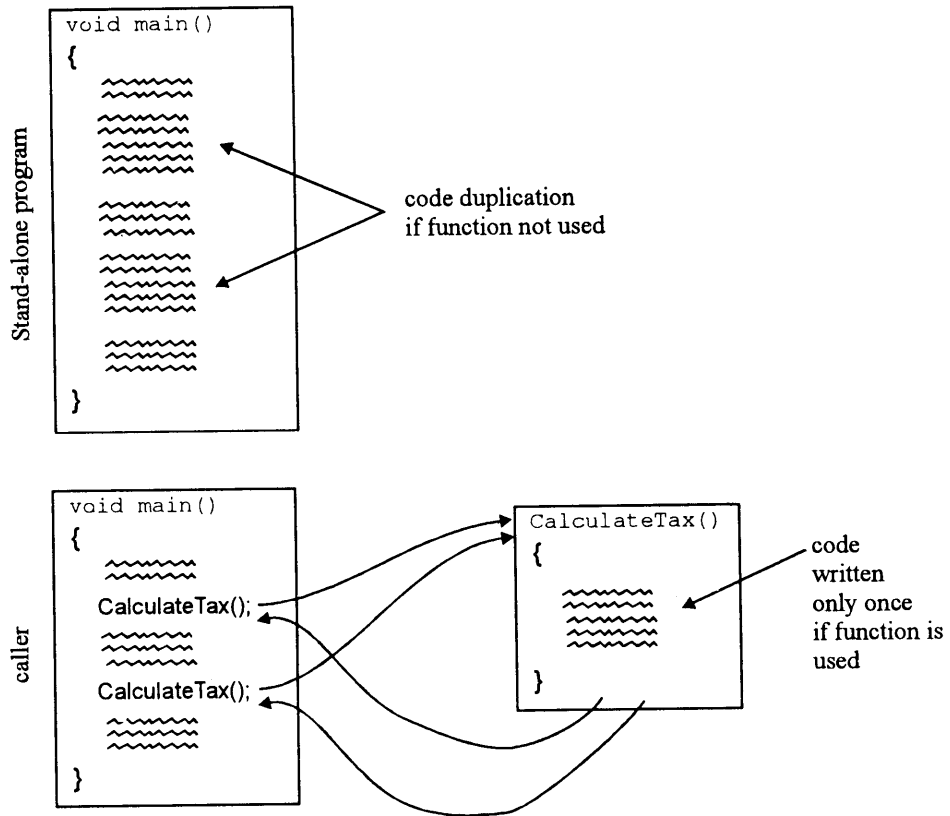 void main()
{
code duplication
if function not used
}
Stand-alone program
void main()
{
CalculateTax();
CalculateTax();
}
caller
CalculateTax()
{
}
code
written
only once
if function is
used